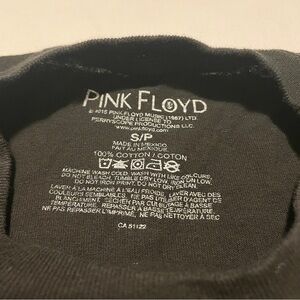 PINK FLOYD
© 2015 PINK FLOYD MUSIC (1987) LTD.
UNDER LICENSE TO
PERRYSCOPE PRODUCTIONS LLC.
www.pinkfloyd.com
S/P
MADE IN MEXICO
FAIT AU MEXIQUE
100% COTTON / COTON
MACHINE WASH COLD. WASH WITH LIKE COLOURS
DO NOT BLEACH. TUMBLE DRY LOW. IRON ON LOW.
DO NOT IRON PRINT. DO NOT DRY CLEAN
LAVER A LA MACHINE A L'EAU FROIDE AVEC DES
COULEURS SEMBLABLES. NE PAS UTILISER D'AGENT DE
BLANCHIMENT. SECHER PAR CULBUTAGE A BASSE
TEMPERATURE. REPASSER A BASSE TEMPERATURE. NE
PAS REPASSER L'IMPRIMÉ. NE PAS NETTOYER A SEC
CA 51122